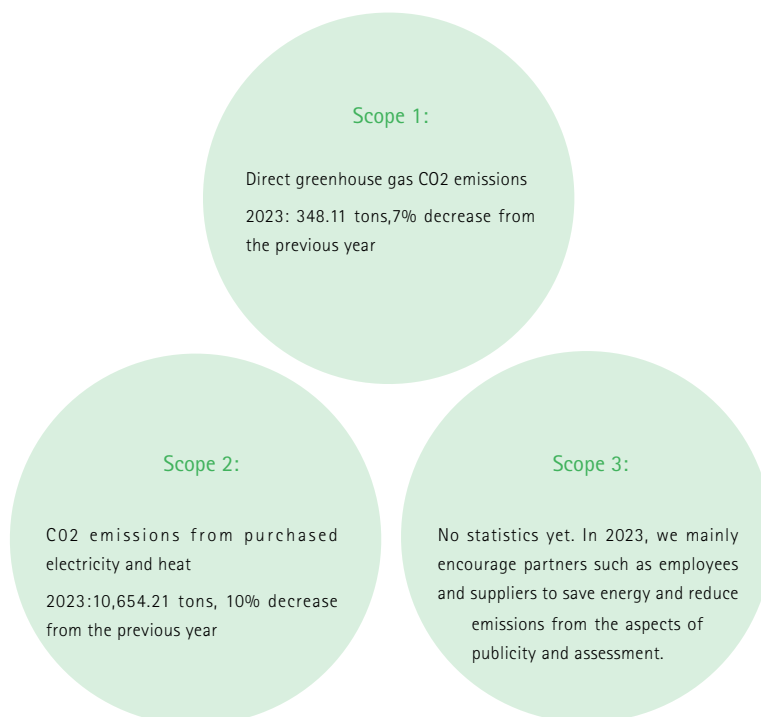 Scope 1:
Direct greenhouse gas CO2 emissions
2023: 348.11 tons,7% decrease from
the previous year
Scope 2:
CO2 emissions from purchased
electricity and heat
2023:10,654.21 tons, 10% decrease
from the previous year
Scope 3:
No statistics yet. In 2023, we mainly
encourage partners such as employees
and suppliers to save energy and reduce
emissions from the aspects of
publicity and assessment.